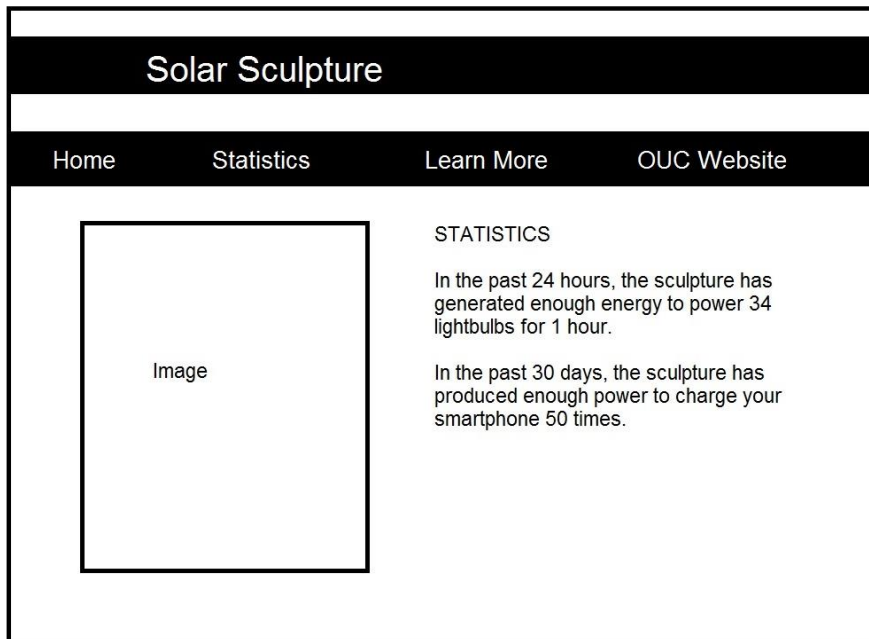 Solar Sculpture
Home Statistics Learn More OUC Website
Image
STATISTICS
In the past 24 hours, the sculpture has
generated enough energy to power 34
lightbulbs for 1 hour.
In the past 30 days, the sculpture has
produced enough power to charge your
smartphone 50 times.